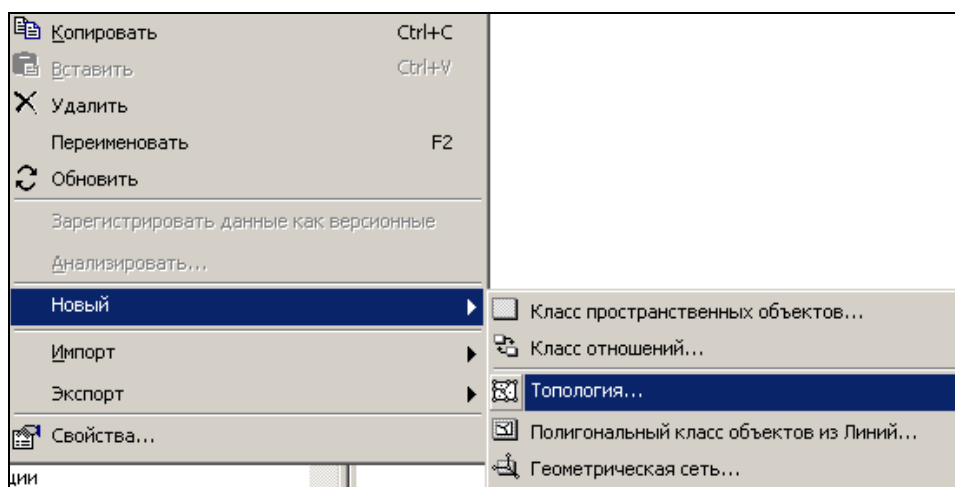 Копировать Ctrl+C
Вставить Ctrl+V
Удалить
Переименовать F2
Обновить
Зарегистрировать данные как версионные
Анализировать...
Новый
Импорт
Экспорт
Свойства...
ции
Класс пространственных объектов...
Класс отношений...
Топология...
Полигональный класс объектов из Линий...
Геометрическая сеть...